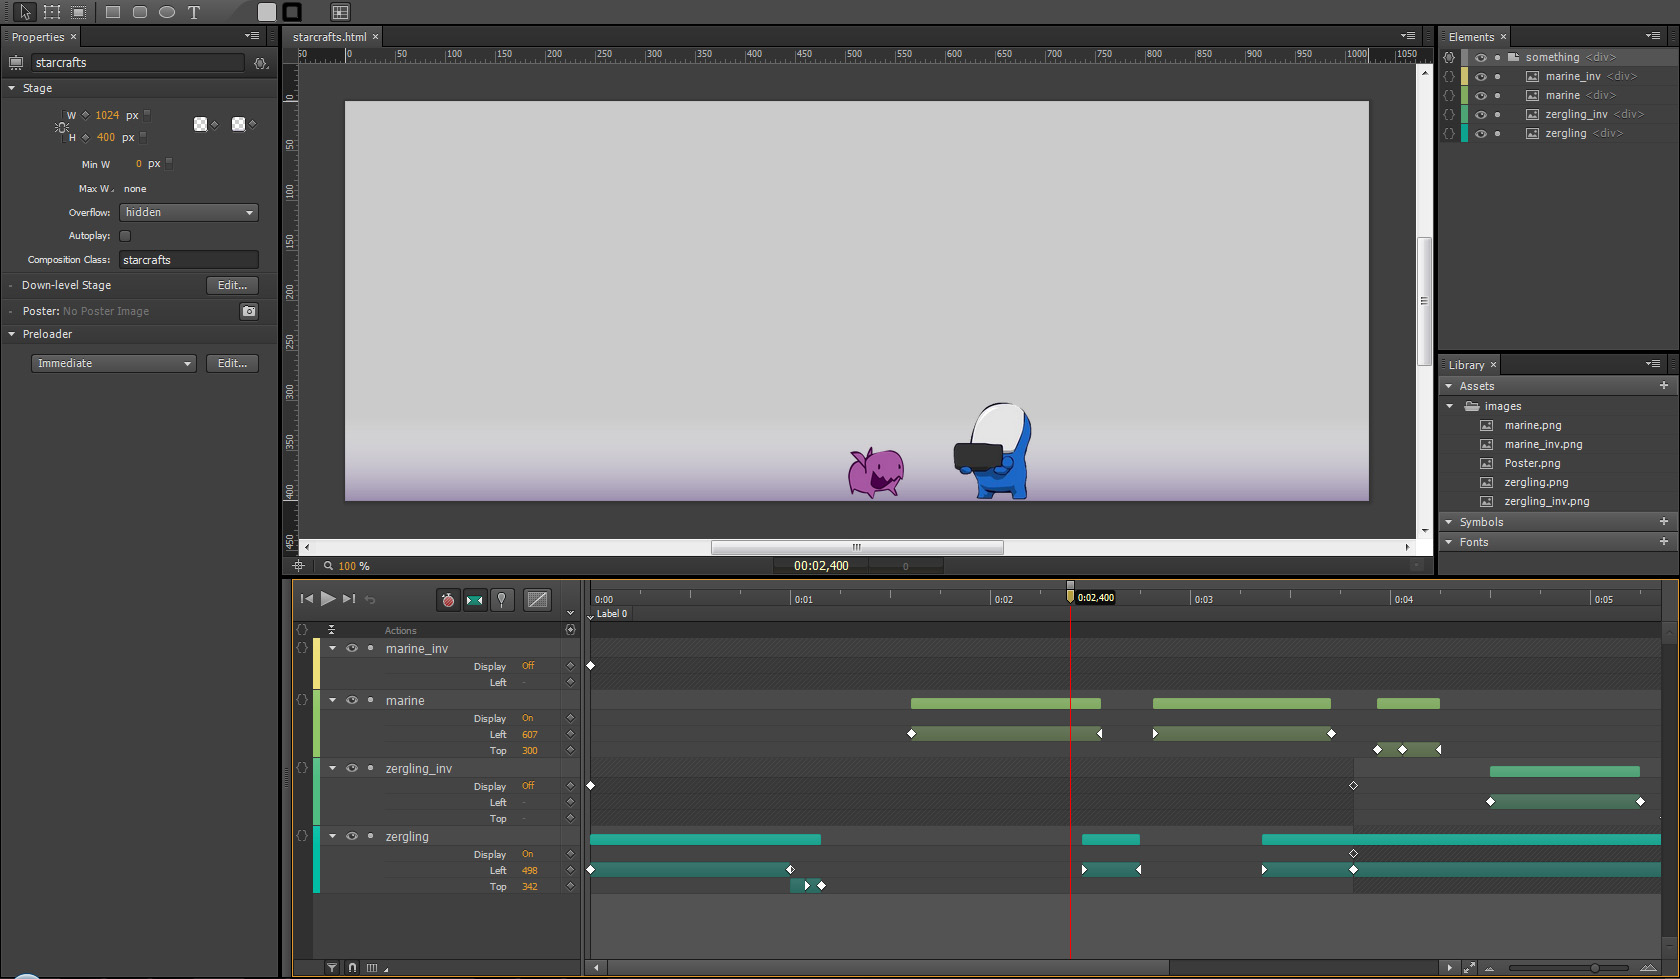 T
Properties ×
starcrafts
Stage
W 1024 px
H 400 px
Min W 0 px
Max W none
Overflow: hidden
Autoplay:
Composition Class: starcrafts
Down-level Stage Edit...
Poster: No Poster Image
Preloader
Immediate Edit...
starcrafts.html ×
50 0 50 100 150 200 250 300 350 400 450 500 550 600 650 700 750 800 850 900 950 1000 1050
0
50
100
150
200
250
300
350
400
450
100 %
00:02,400 0
Elements ×
{} something <div>
{} marine_inv <div>
{} marine <div>
{} zergling_inv <div>
{} zergling <div>
Library ×
Assets +
images
marine.png
marine_inv.png
Poster.png
zergling.png
zergling_inv.png
Symbols +
Fonts +
0:00 0:01 0:02 0:02,400 0:03 0:04 0:05
Label 0
{} Actions
{} marine_inv
Display Off
Left -
{} marine
Display On
Left 607
Top 300
{} zergling_inv
Display Off
Left -
Top -
{} zergling
Display On
Left 498
Top 342